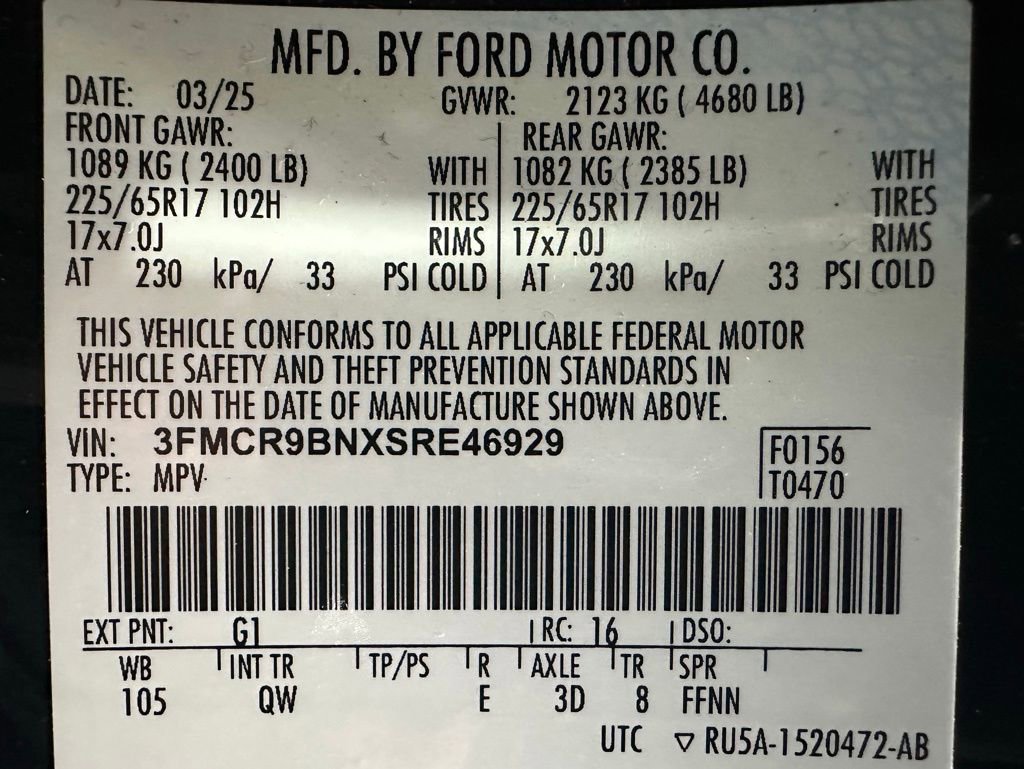 MFD. BY FORD MOTOR CO.
DATE: 03/25 GVWR: 2123 KG ( 4680 LB)
FRONT GAWR: REAR GAWR:
1089 KG ( 2400 LB) WITH 1082 KG ( 2385 LB) WITH
225/65R17 102H TIRES 225/65R17 102H TIRES
17x7.0J RIMS 17x7.0J RIMS
AT 230 kPa/ 33 PSI COLD AT 230 kPa/ 33 PSI COLD
THIS VEHICLE CONFORMS TO ALL APPLICABLE FEDERAL MOTOR
VEHICLE SAFETY AND THEFT PREVENTION STANDARDS IN
EFFECT ON THE DATE OF MANUFACTURE SHOWN ABOVE.
VIN: 3FMCR9BNXSRE46929 F0156
TYPE: MPV T0470
EXT PNT: G1 RC: 16 DSO:
WB INT TR TP/PS R AXLE TR SPR
105 QW E 3D 8 FFNN
UTC ▽ RU5A-1520472-AB